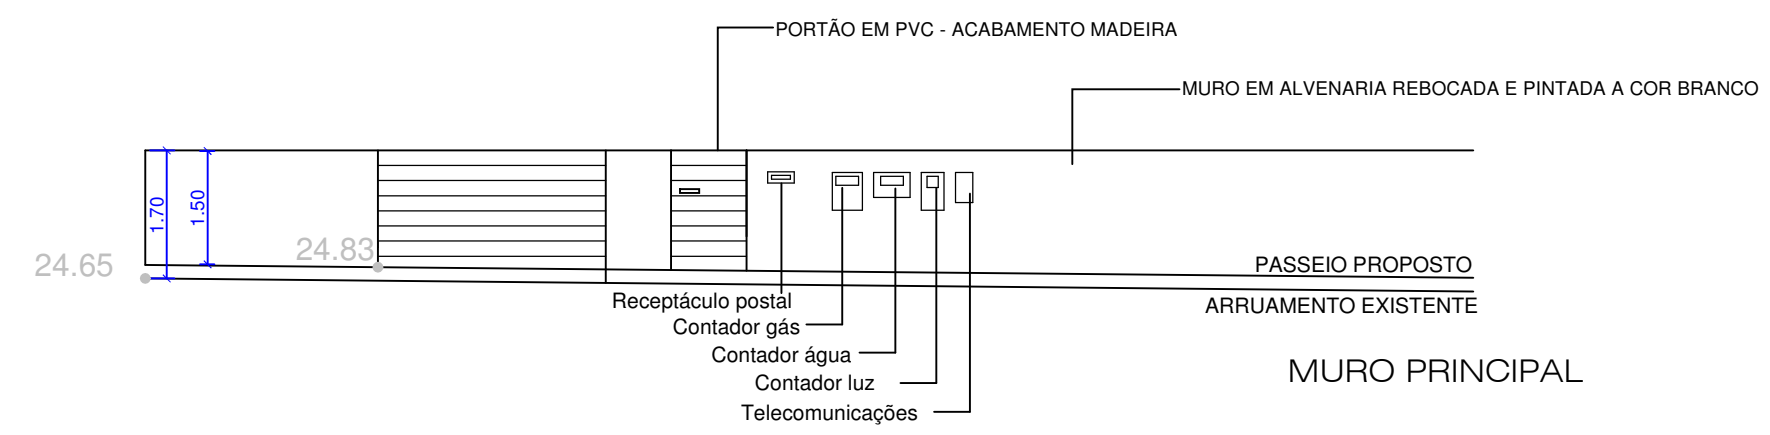 PORTÃO EM PVC - ACABAMENTO MADEIRA
MURO EM ALVENARIA REBOCADA E PINTADA A COR BRANCO
1.70
1.50
24.65
24.83
PASSEIO PROPOSTO
ARRUAMENTO EXISTENTE
Receptáculo postal
Contador gás
Contador água
Contador luz
Telecomunicações
MURO PRINCIPAL